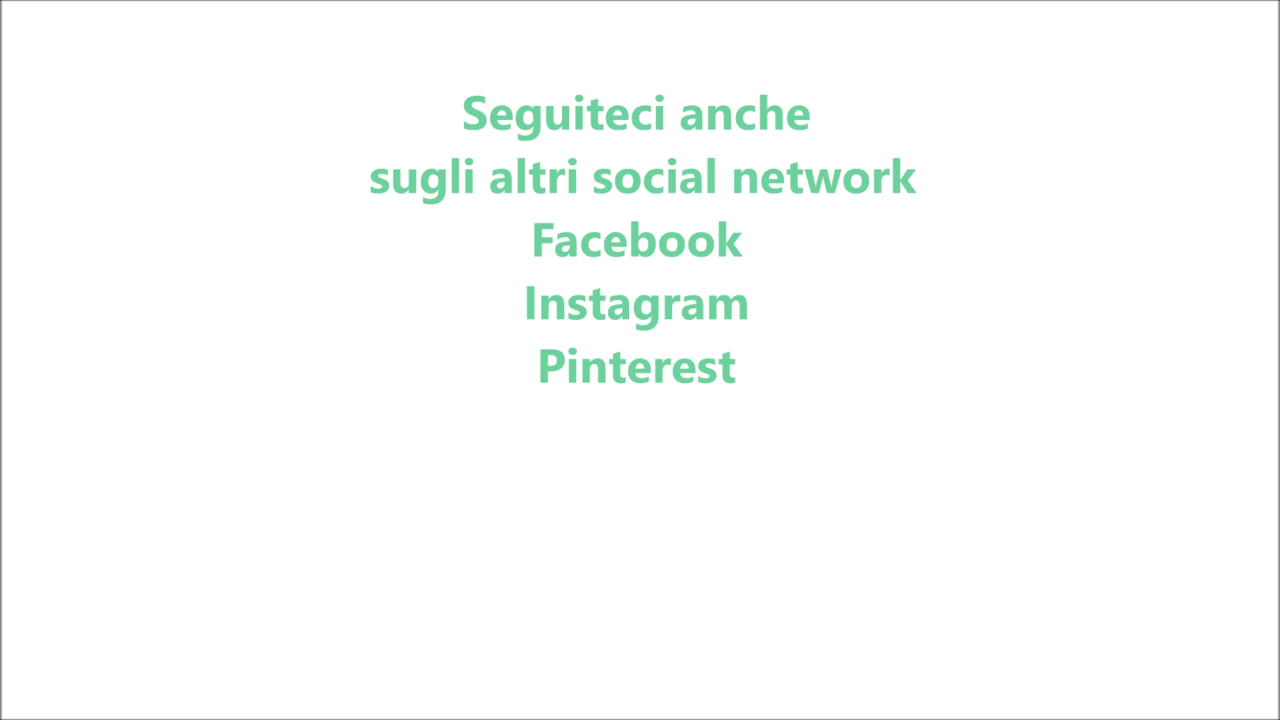 Seguiteci anche
sugli altri social network
Facebook
Instagram
Pinterest